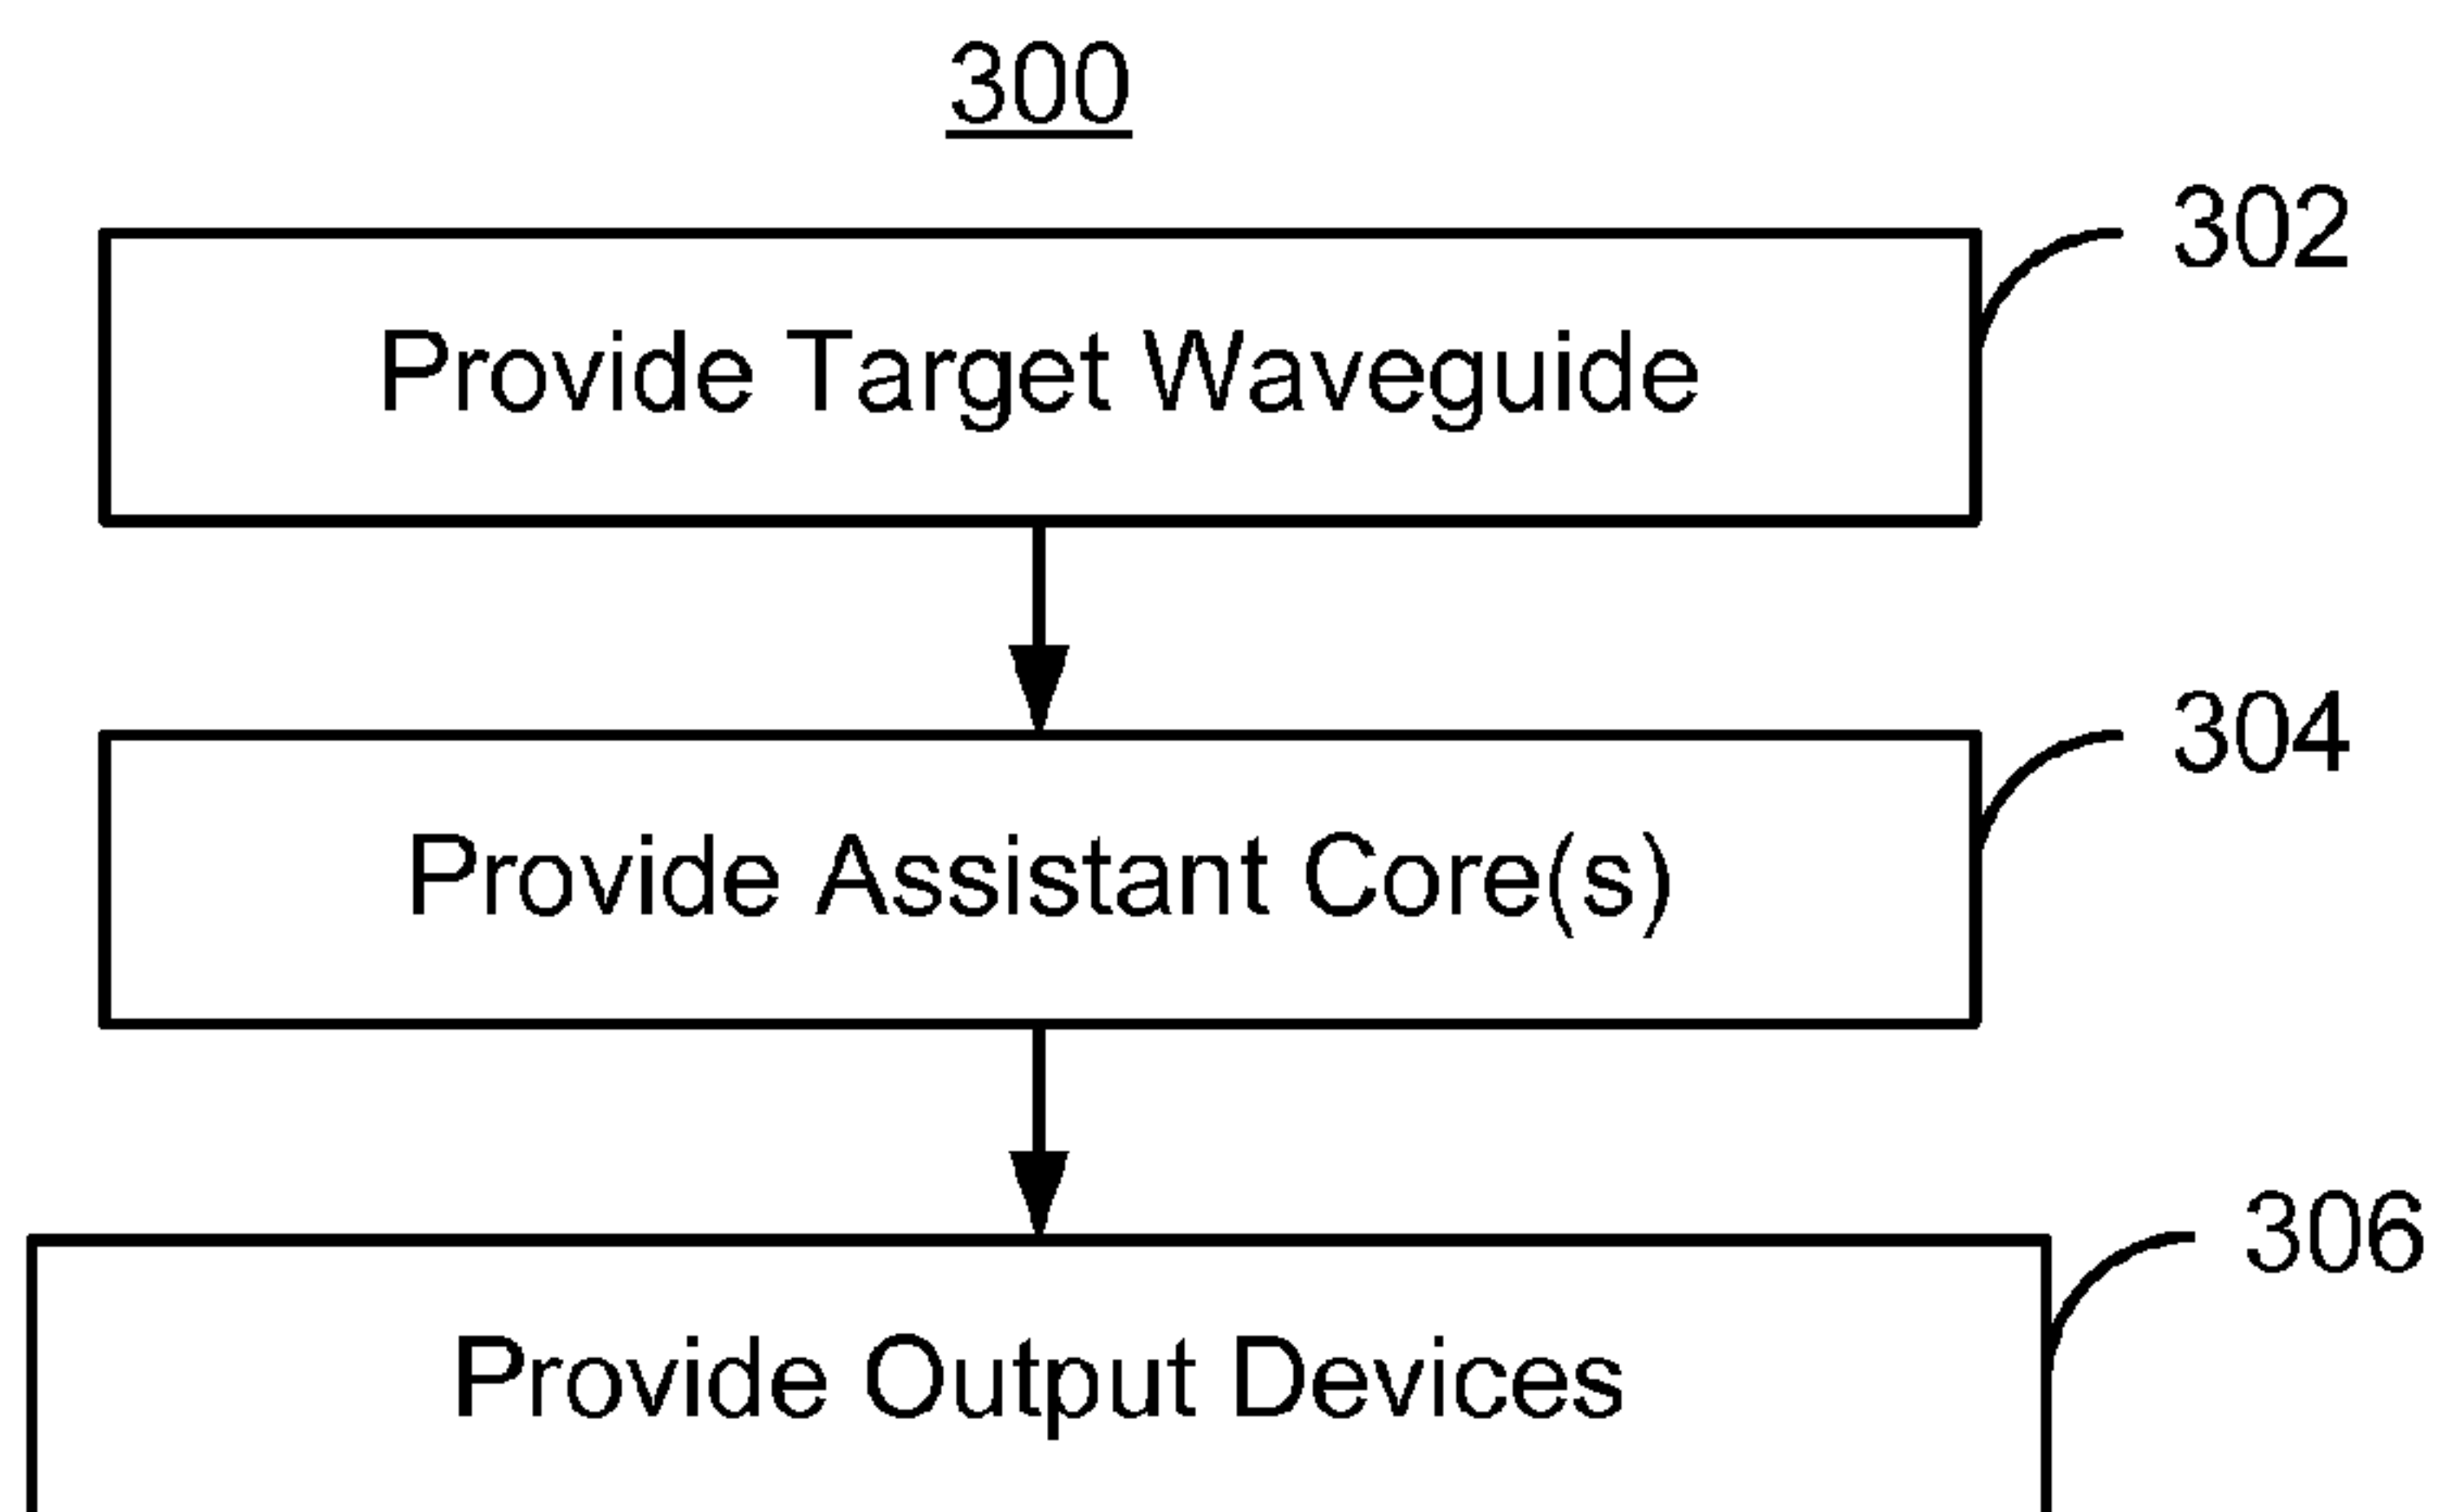 300
302
Provide Target Waveguide
304
Provide Assistant Core(s)
306
Provide Output Devices